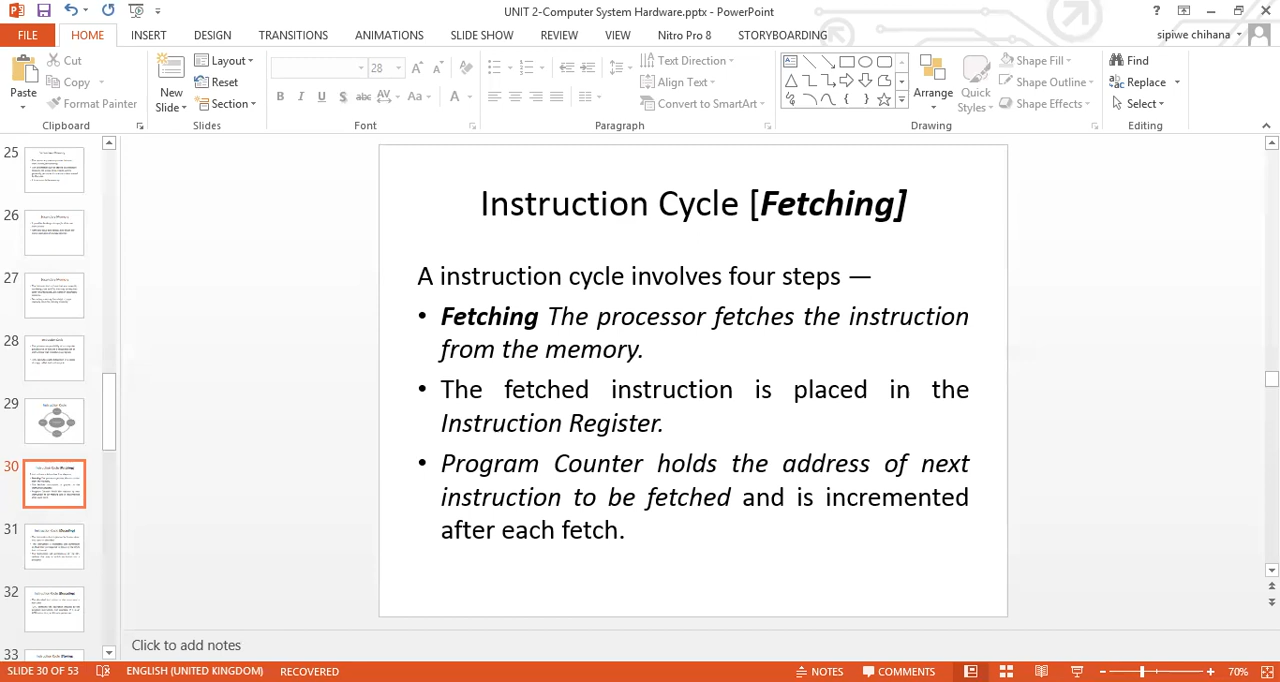 UNIT 2-Computer System Hardware.pptx - PowerPoint
?
FILE HOME INSERT DESIGN TRANSITIONS ANIMATIONS SLIDE SHOW REVIEW VIEW Nitro Pro 8 STORYBOARDING sipiwe chihana
Paste
Cut
Copy
Format Painter
Clipboard
New
Slide
Layout
Reset
Section
Slides
28
B I U S abc AV Aa A
Font
Text Direction
Align Text
Convert to SmartArt
Paragraph
Arrange
Quick
Styles
Shape Fill
Shape Outline
Shape Effects
Drawing
Find
Replace
Select
Editing
25
26
27
28
29
30
31
32
33
Instruction Cycle [Fetching]
A instruction cycle involves four steps —
• Fetching The processor fetches the instruction
from the memory.
• The fetched instruction is placed in the
Instruction Register.
• Program Counter holds the address of next
instruction to be fetched and is incremented
after each fetch.
Click to add notes
SLIDE 30 OF 53 ENGLISH (UNITED KINGDOM) RECOVERED NOTES COMMENTS 70%